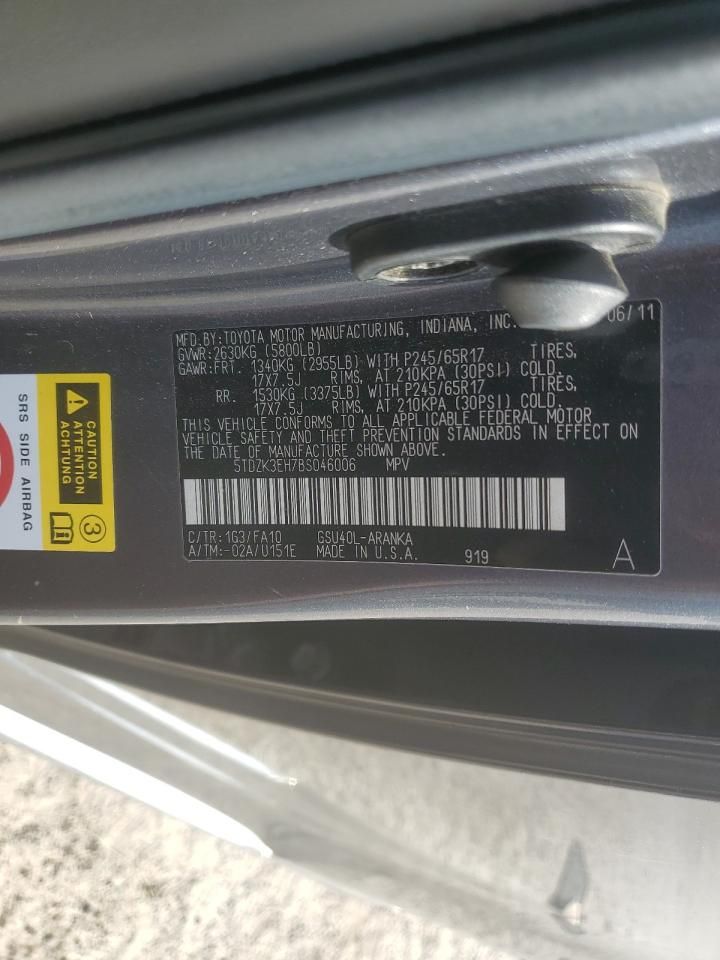 MFD.BY:TOYOTA MOTOR MANUFACTURING, INDIANA, INC. 06/11
GVWR:2630KG (5800LB)
GAWR:FRT. 1340KG (2955LB) WITH P245/65R17 TIRES,
17X7.5J RIMS, AT 210KPA (30PSI) COLD.
RR. 1530KG (3375LB) WITH P245/65R17 TIRES,
17X7.5J RIMS, AT 210KPA (30PSI) COLD.
THIS VEHICLE CONFORMS TO ALL APPLICABLE FEDERAL MOTOR
VEHICLE SAFETY AND THEFT PREVENTION STANDARDS IN EFFECT ON
THE DATE OF MANUFACTURE SHOWN ABOVE.
5TDZK3EH7BS046006 MPV
C/TR:1G3/FA10 GSU40L-ARANKA
A/TM:-02A/U151E MADE IN U.S.A. 919 A
CAUTION
ATTENTION
ACHTUNG
3
SRS SIDE AIRBAG